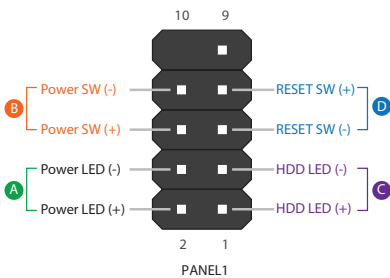 10 9
Power SW (-) RESET SW (+)
B D
Power SW (+) RESET SW (-)
Power LED (-) HDD LED (-)
A C
Power LED (+) HDD LED (+)
2 1
PANEL1